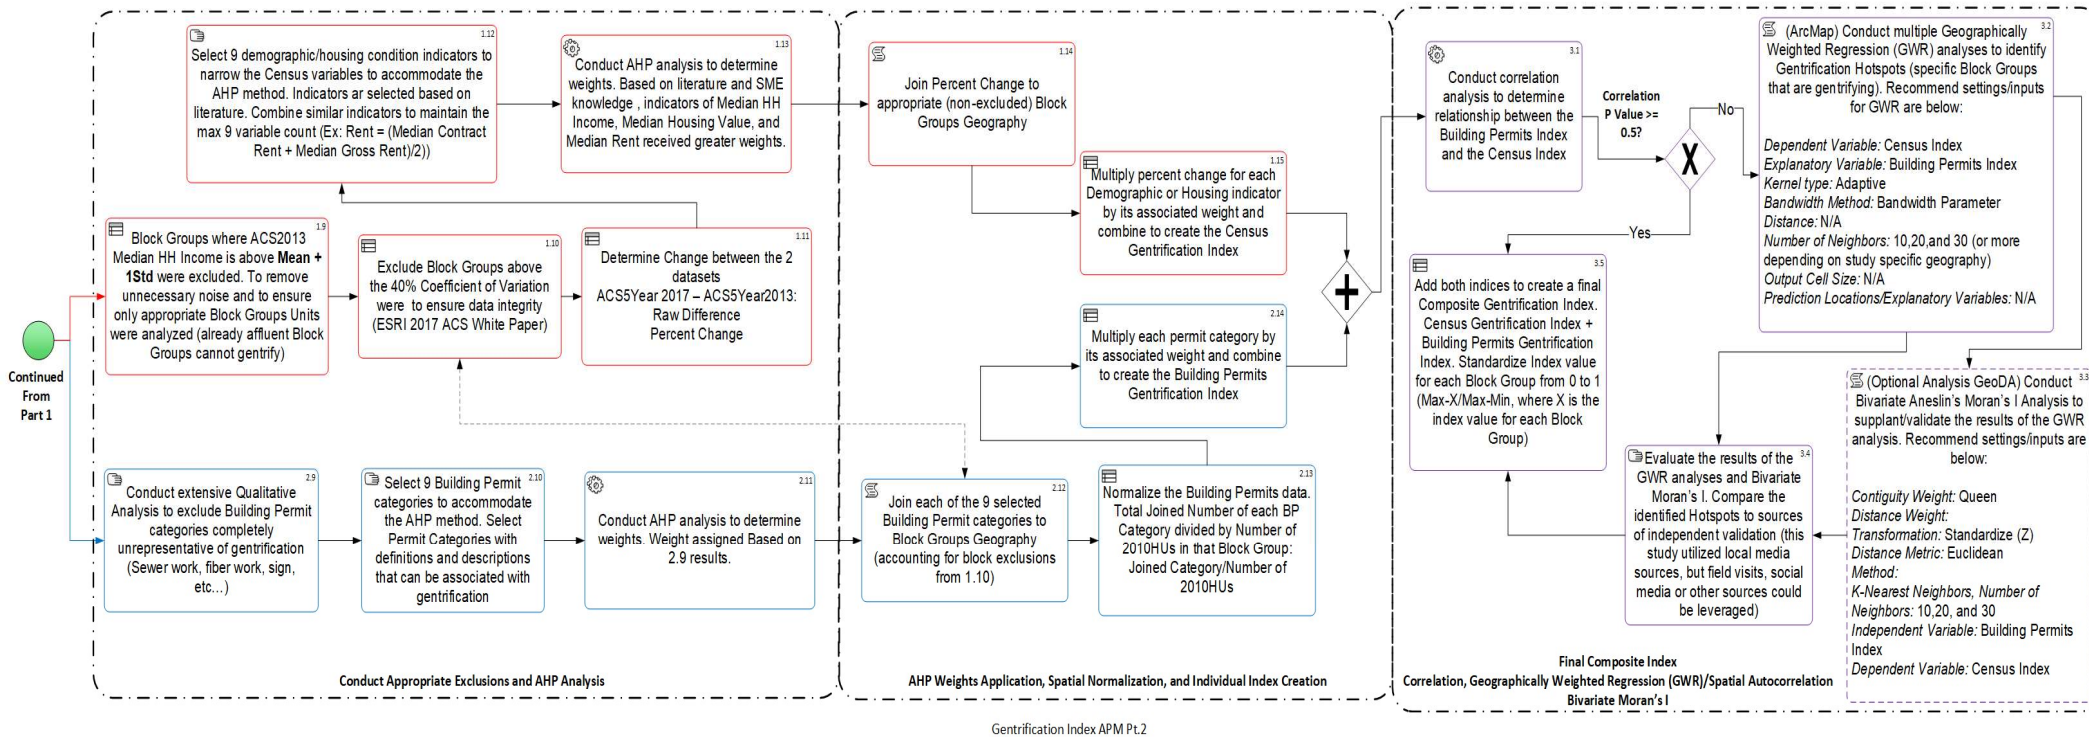 Continued
From
Part 1
1.9
Block Groups where ACS2013
Median HH Income is above Mean +
1Std were excluded. To remove
unnecessary noise and to ensure
only appropriate Block Groups Units
were analyzed (already affluent Block
Groups cannot gentrify)
1.10
Exclude Block Groups above
the 40% Coefficient of Variation
were  to ensure data integrity
(ESRI 2017 ACS White Paper)
1.11
Determine Change between the 2
datasets
ACS5Year 2017 – ACS5Year2013:
Raw Difference
Percent Change
1.12
Select 9 demographic/housing condition indicators to
narrow the Census variables to accommodate the
AHP method. Indicators ar selected based on
literature. Combine similar indicators to maintain the
max 9 variable count (Ex: Rent = (Median Contract
Rent + Median Gross Rent)/2))
1.13
Conduct AHP analysis to determine
weights. Based on literature and SME
knowledge , indicators of Median HH
Income, Median Housing Value, and
Median Rent received greater weights.
2.9
Conduct extensive Qualitative
Analysis to exclude Building Permit
categories completely
unrepresentative of gentrification
(Sewer work, fiber work, sign,
etc...)
2.10
Select 9 Building Permit
categories to accommodate
the AHP method. Select
Permit Categories with
definitions and descriptions
that can be associated with
gentrification
2.11
Conduct AHP analysis to determine
weights. Weight assigned Based on
2.9 results.
Conduct Appropriate Exclusions and AHP Analysis
1.14
Join Percent Change to
appropriate (non-excluded) Block
Groups Geography
1.15
Multiply percent change for each
Demographic or Housing indicator
by its associated weight and
combine to create the Census
Gentrification Index
2.14
Multiply each permit category by
its associated weight and combine
to create the Building Permits
Gentrification Index
2.12
Join each of the 9 selected
Building Permit categories to
Block Groups Geography
(accounting for block exclusions
from 1.10)
2.13
Normalize the Building Permits data.
Total Joined Number of each BP
Category divided by Number of
2010HUs in that Block Group:
Joined Category/Number of
2010HUs
AHP Weights Application, Spatial Normalization, and Individual Index Creation
3.1
Conduct correlation
analysis to determine
relationship between the
Building Permits Index
and the Census Index
Correlation
P Value >=
0.5?
X
No
Yes
3.2
(ArcMap) Conduct multiple Geographically
Weighted Regression (GWR) analyses to identify
Gentrification Hotspots (specific Block Groups
that are gentrifying). Recommend settings/inputs
for GWR are below:
Dependent Variable: Census Index
Explanatory Variable: Building Permits Index
Kernel type: Adaptive
Bandwidth Method: Bandwidth Parameter
Distance: N/A
Number of Neighbors: 10,20,and 30 (or more
depending on study specific geography)
Output Cell Size: N/A
Prediction Locations/Explanatory Variables: N/A
3.5
Add both indices to create a final
Composite Gentrification Index.
Census Gentrification Index +
Building Permits Gentrification
Index. Standardize Index value
for each Block Group from 0 to 1
(Max-X/Max-Min, where X is the
index value for each Block
Group)
3.4
Evaluate the results of the
GWR analyses and Bivariate
Moran's I. Compare the
identified Hotspots to sources
of independent validation (this
study utilized local media
sources, but field visits, social
media or other sources could
be leveraged)
3.3
(Optional Analysis GeoDA) Conduct
Bivariate Aneslin's Moran's I Analysis to
supplant/validate the results of the GWR
analysis. Recommend settings/inputs are
below:
Contiguity Weight: Queen
Distance Weight:
Transformation: Standardize (Z)
Distance Metric: Euclidean
Method:
K-Nearest Neighbors, Number of
Neighbors: 10,20, and 30
Independent Variable: Building Permits
Index
Dependent Variable: Census Index
Final Composite Index
Correlation, Geographically Weighted Regression (GWR)/Spatial Autocorrelation
Bivariate Moran's I
Gentrification Index APM Pt.2